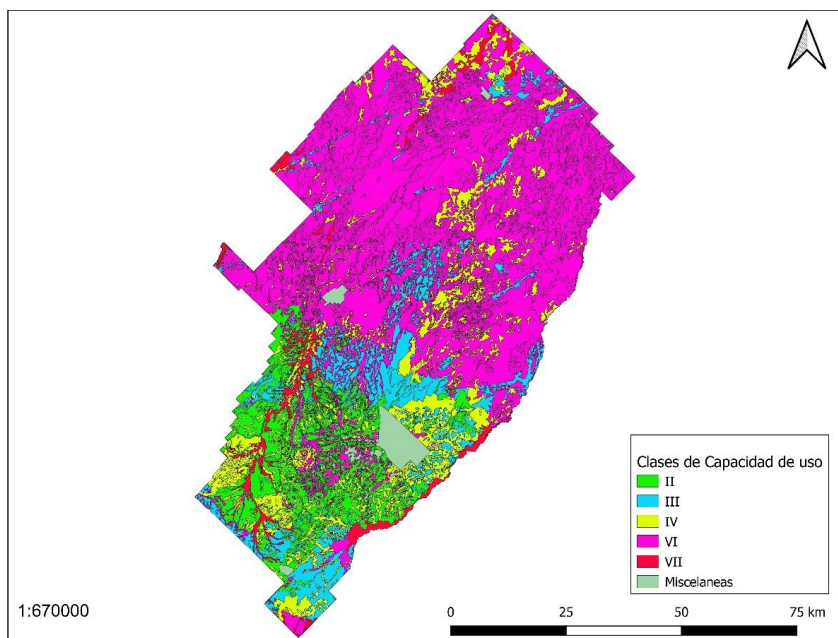 Clases de Capacidad de uso
II
III
IV
VI
VII
Miscelaneas
1:670000
0 25 50 75 km